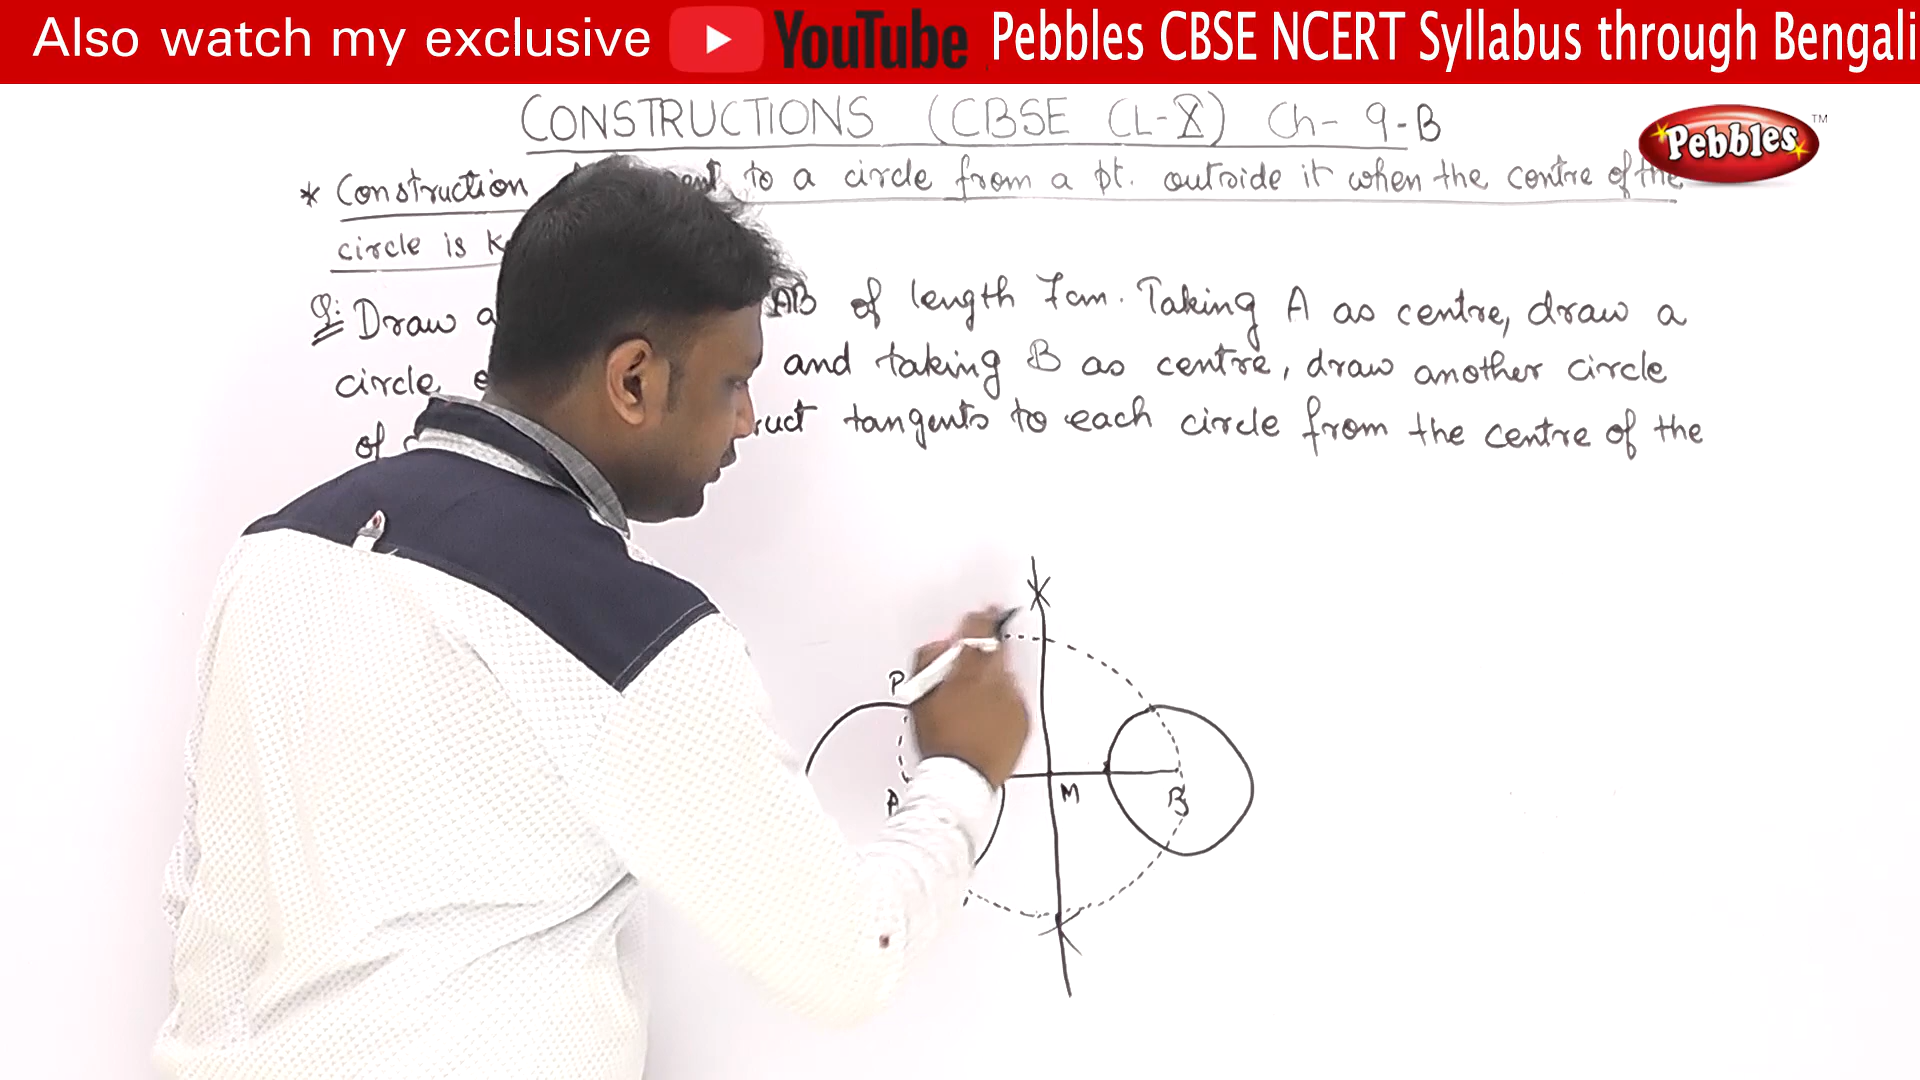 Also watch my exclusive YouTube Pebbles CBSE NCERT Syllabus through Bengali
CONSTRUCTIONS (CBSE CL-X) Ch- 9-B
Pebbles TM
* Construction to a circle from a pt. outside it when the centre of the
circle is
Q: Draw a AB of length 7cm. Taking A as centre, draw a
circle and taking B as centre, draw another circle
of tangents to each circle from the centre of the
P
A
M
B